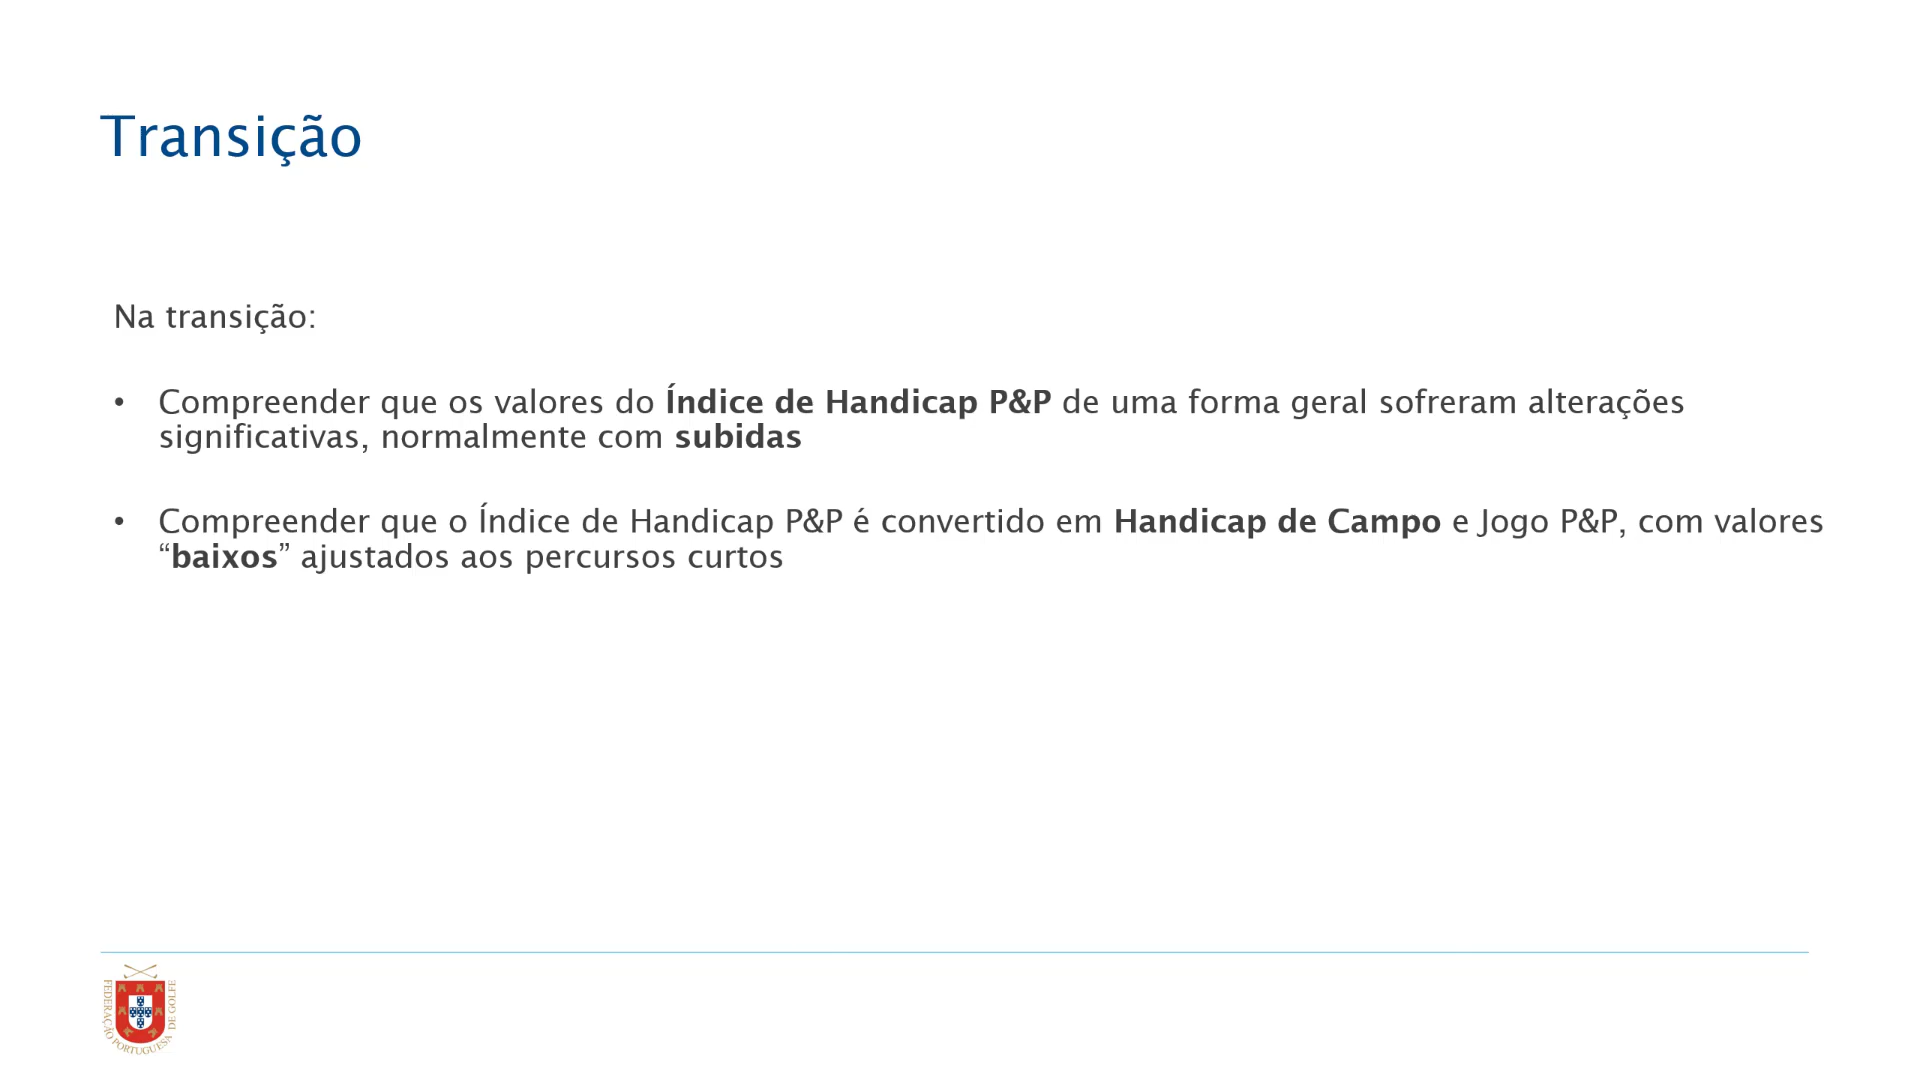 Transição
Na transição:
• Compreender que os valores do Índice de Handicap P&P de uma forma geral sofreram alterações
significativas, normalmente com subidas
• Compreender que o Índice de Handicap P&P é convertido em Handicap de Campo e Jogo P&P, com valores
“baixos” ajustados aos percursos curtos
FEDERAÇÃO PORTUGUESA DE GOLFE